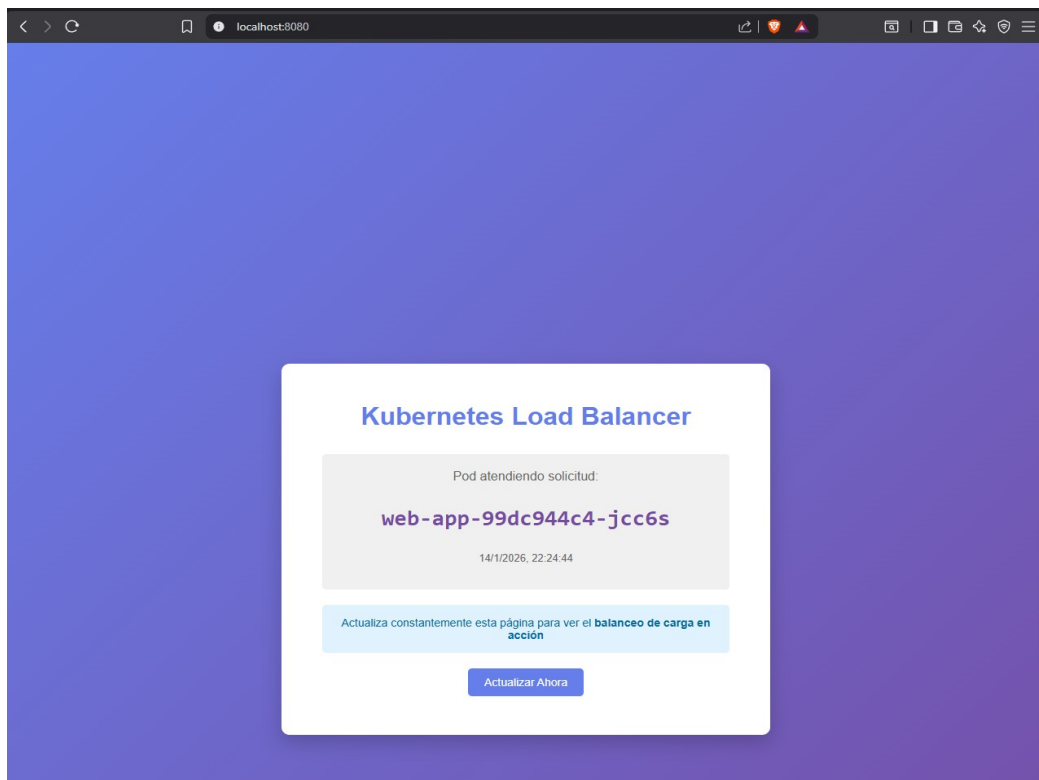 localhost:8080
Kubernetes Load Balancer
Pod atendiendo solicitud:
web-app-99dc944c4-jcc6s
14/1/2026, 22:24:44
Actualiza constantemente esta página para ver el balanceo de carga en
acción
Actualizar Ahora